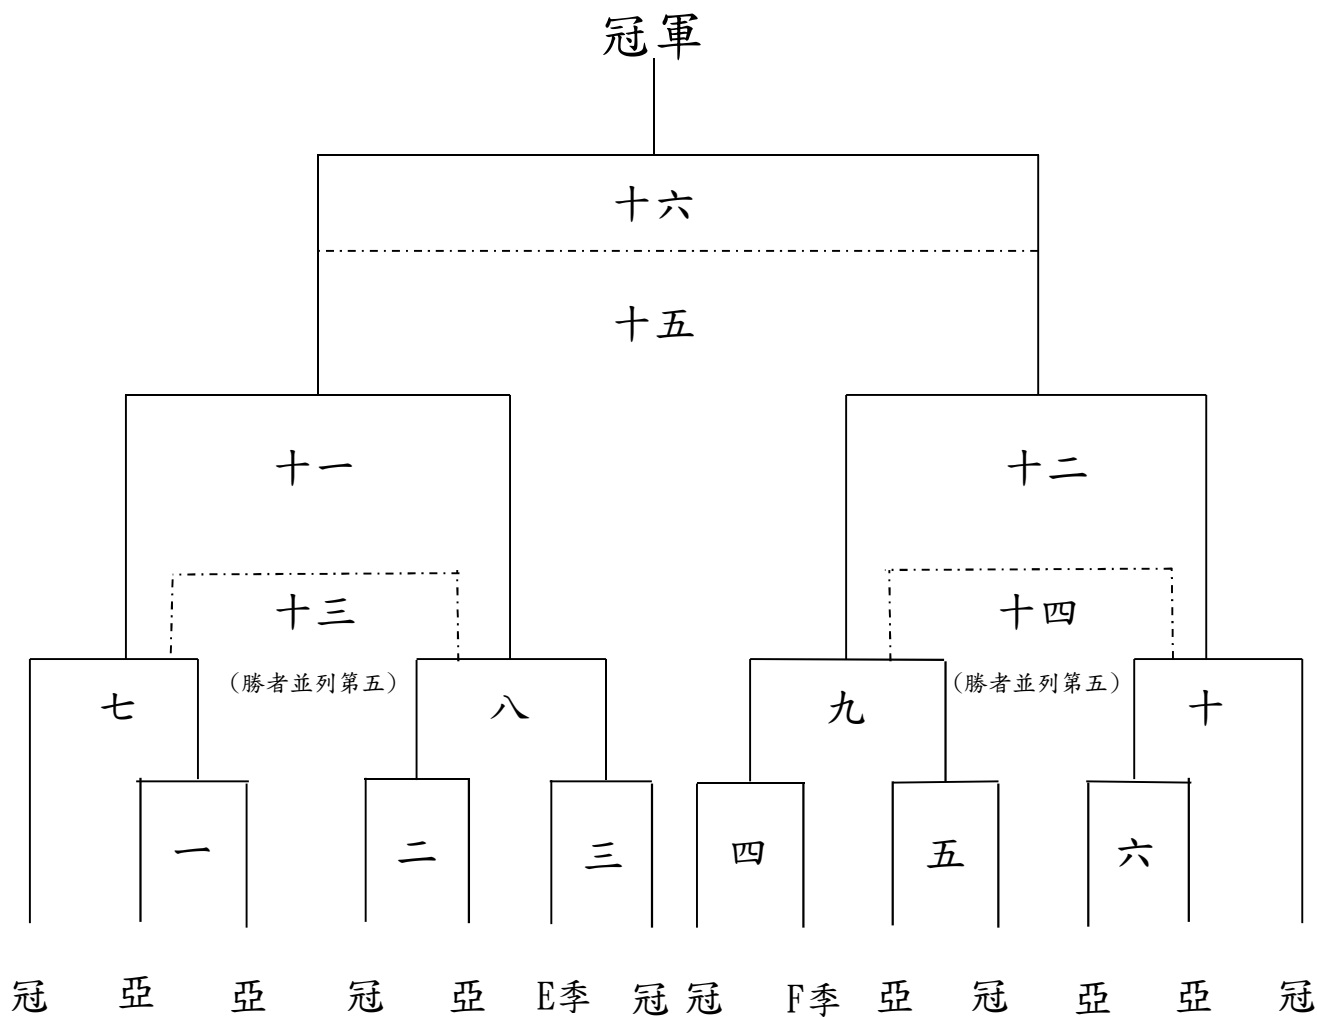 冠軍
十六
十五
十一 十二
十三 十四
(勝者並列第五) (勝者並列第五)
七 八 九 十
一 二 三 四 五 六
冠 亞 亞 冠 亞 E季 冠 冠 F季 亞 冠 亞 亞 冠